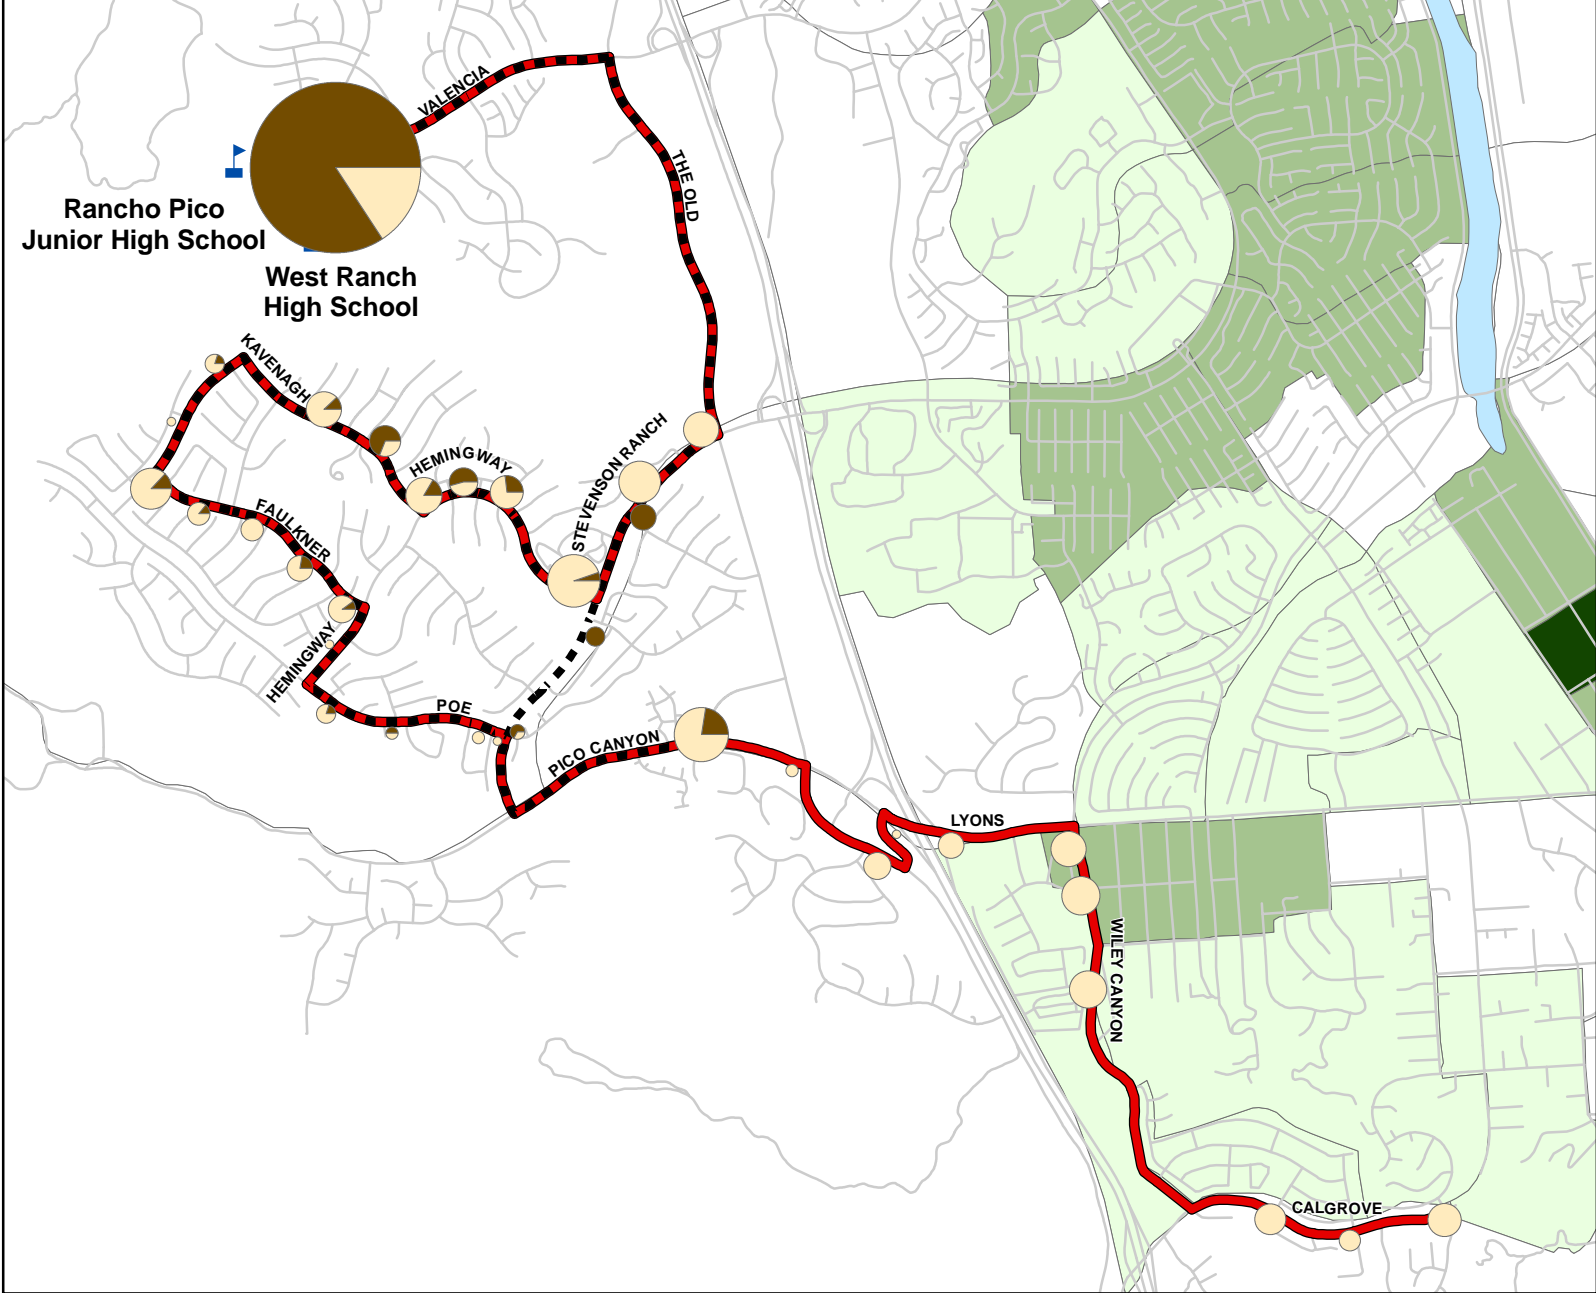 VALENCIA
THE OLD
Rancho Pico
Junior High School
West Ranch
High School
KAVENAGH
HEMINGWAY
STEVENSON RANCH
FAULKNER
HEMINGWAY
POE
PICO CANYON
LYONS
WILEY CANYON
CALGROVE